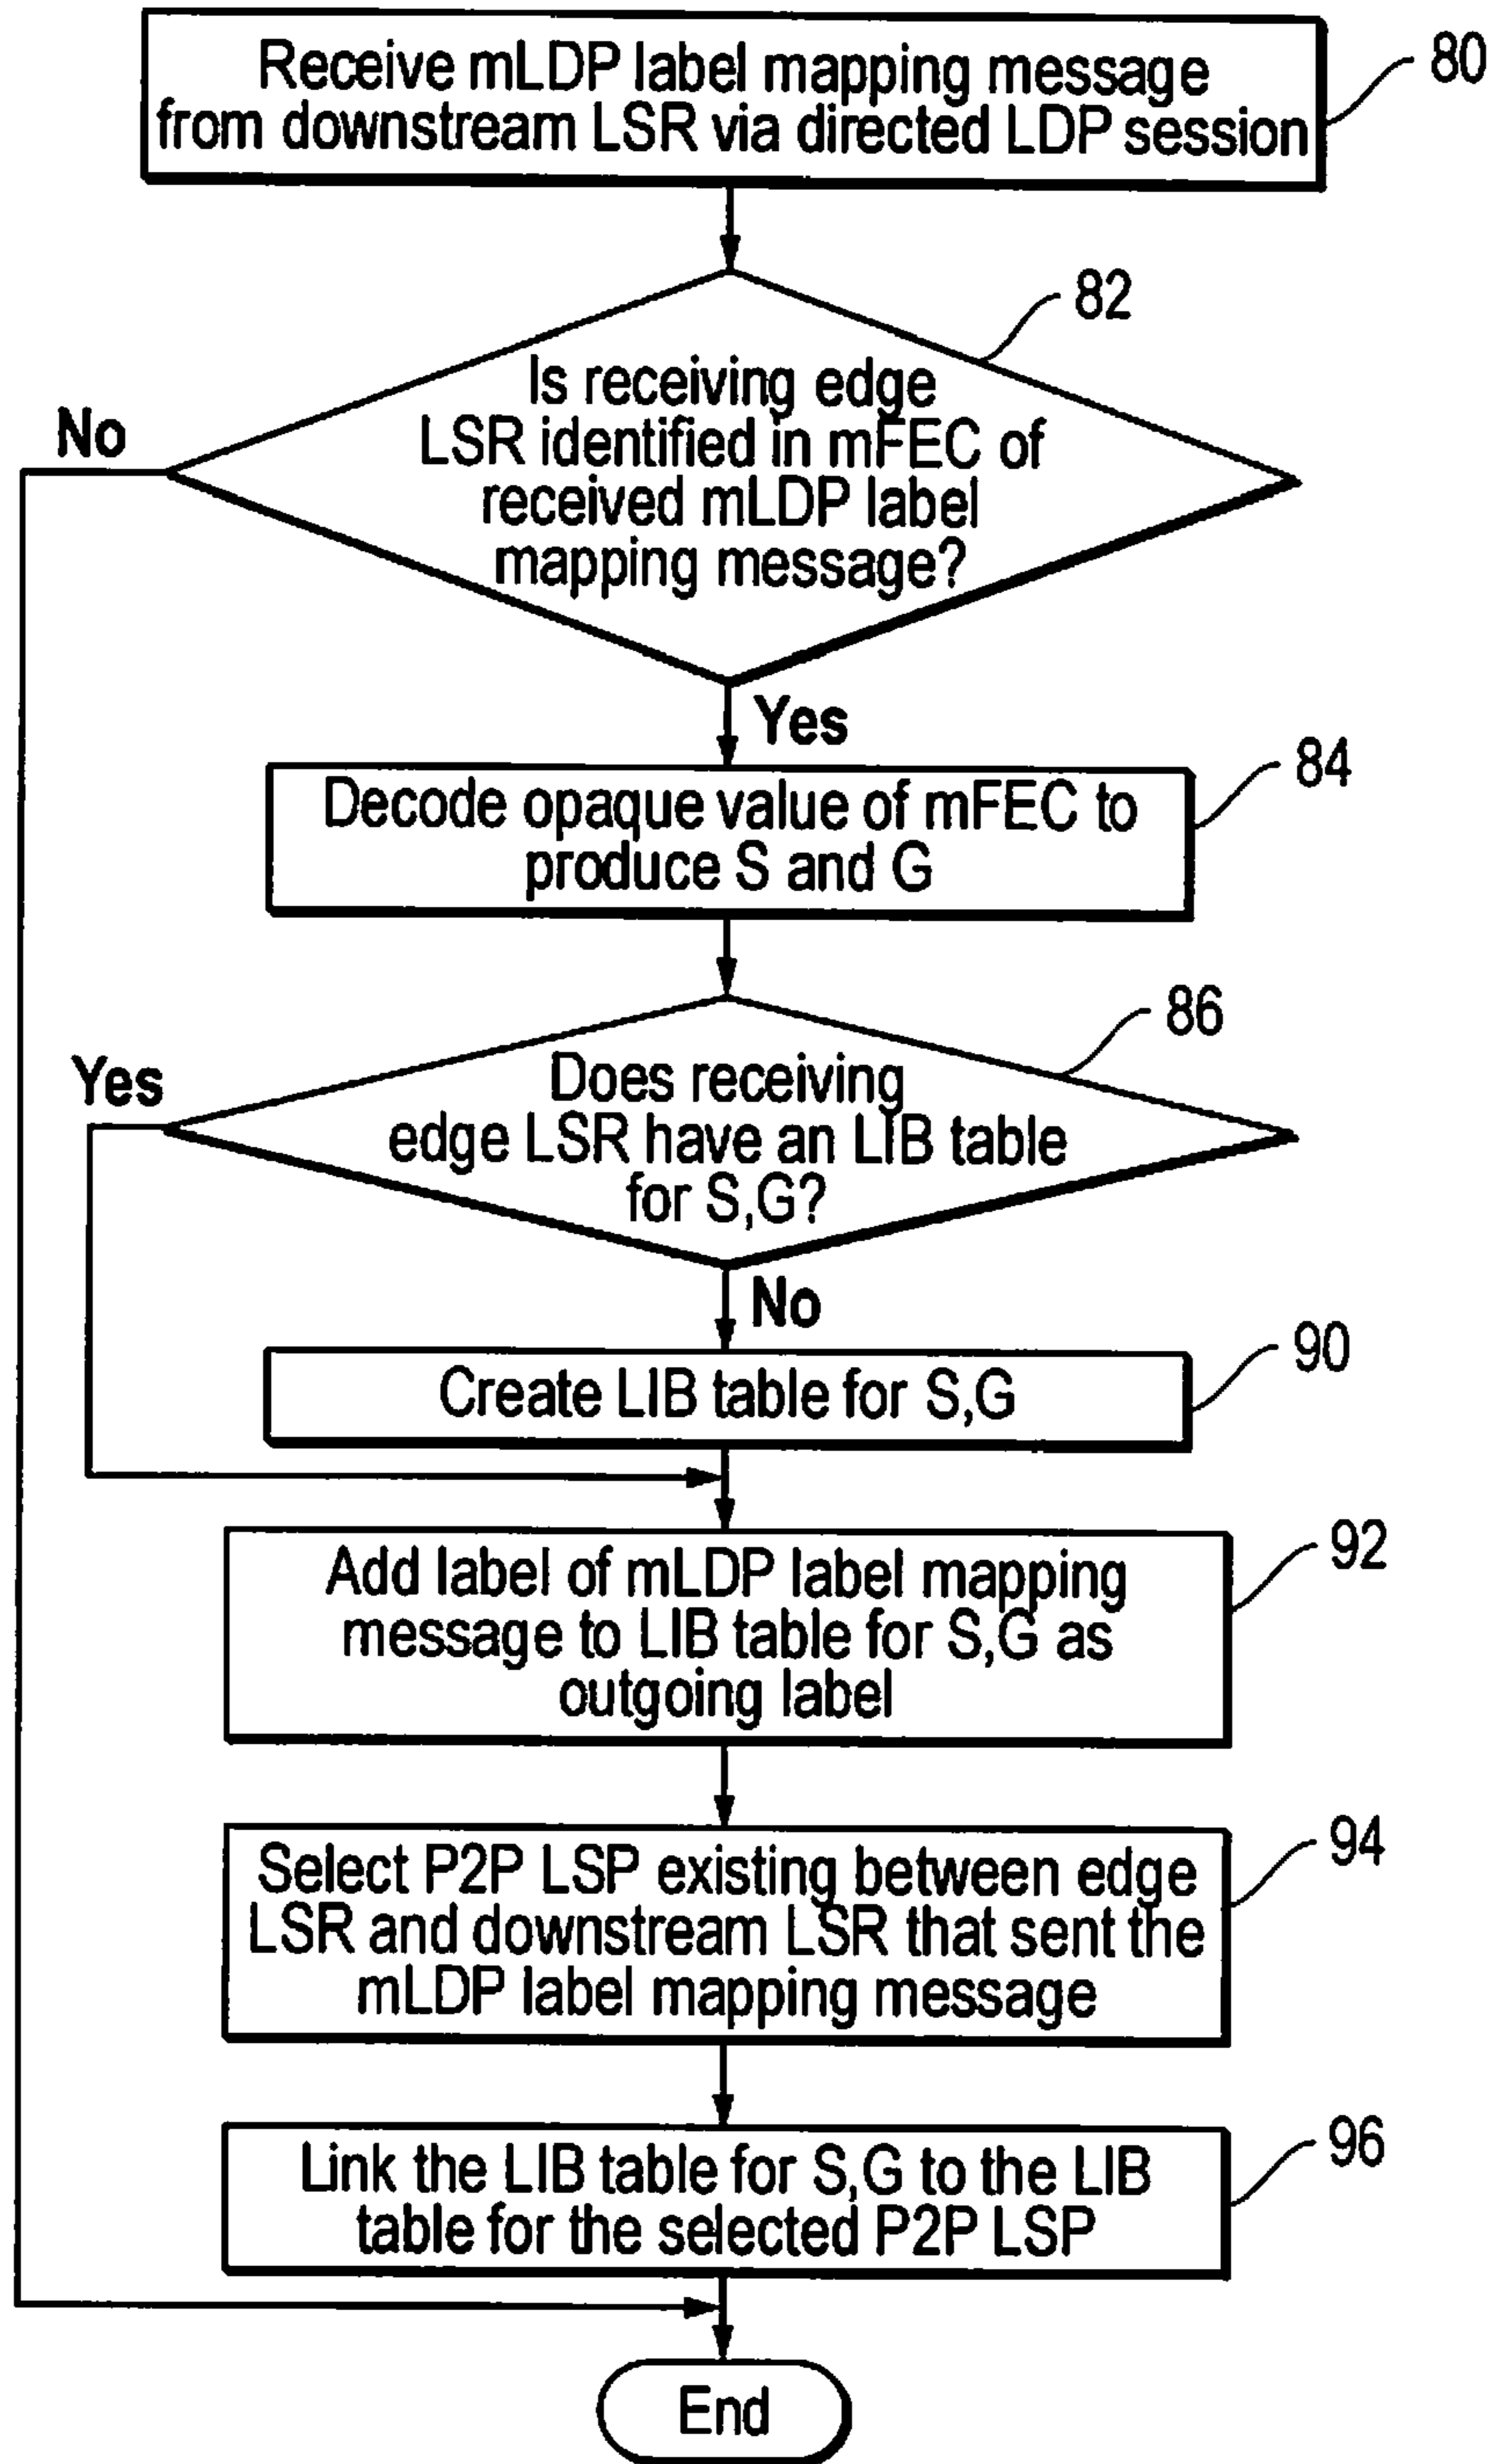 Receive mLDP label mapping message
from downstream LSR via directed LDP session
80
82
Is receiving edge
LSR identified in mFEC of
received mLDP label
mapping message?
No
Yes
Decode opaque value of mFEC to
produce S and G
84
86
Does receiving
edge LSR have an LIB table
for S,G?
Yes
No
Create LIB table for S,G
90
Add label of mLDP label mapping
message to LIB table for S,G as
outgoing label
92
Select P2P LSP existing between edge
LSR and downstream LSR that sent the
mLDP label mapping message
94
Link the LIB table for S,G to the LIB
table for the selected P2P LSP
96
End